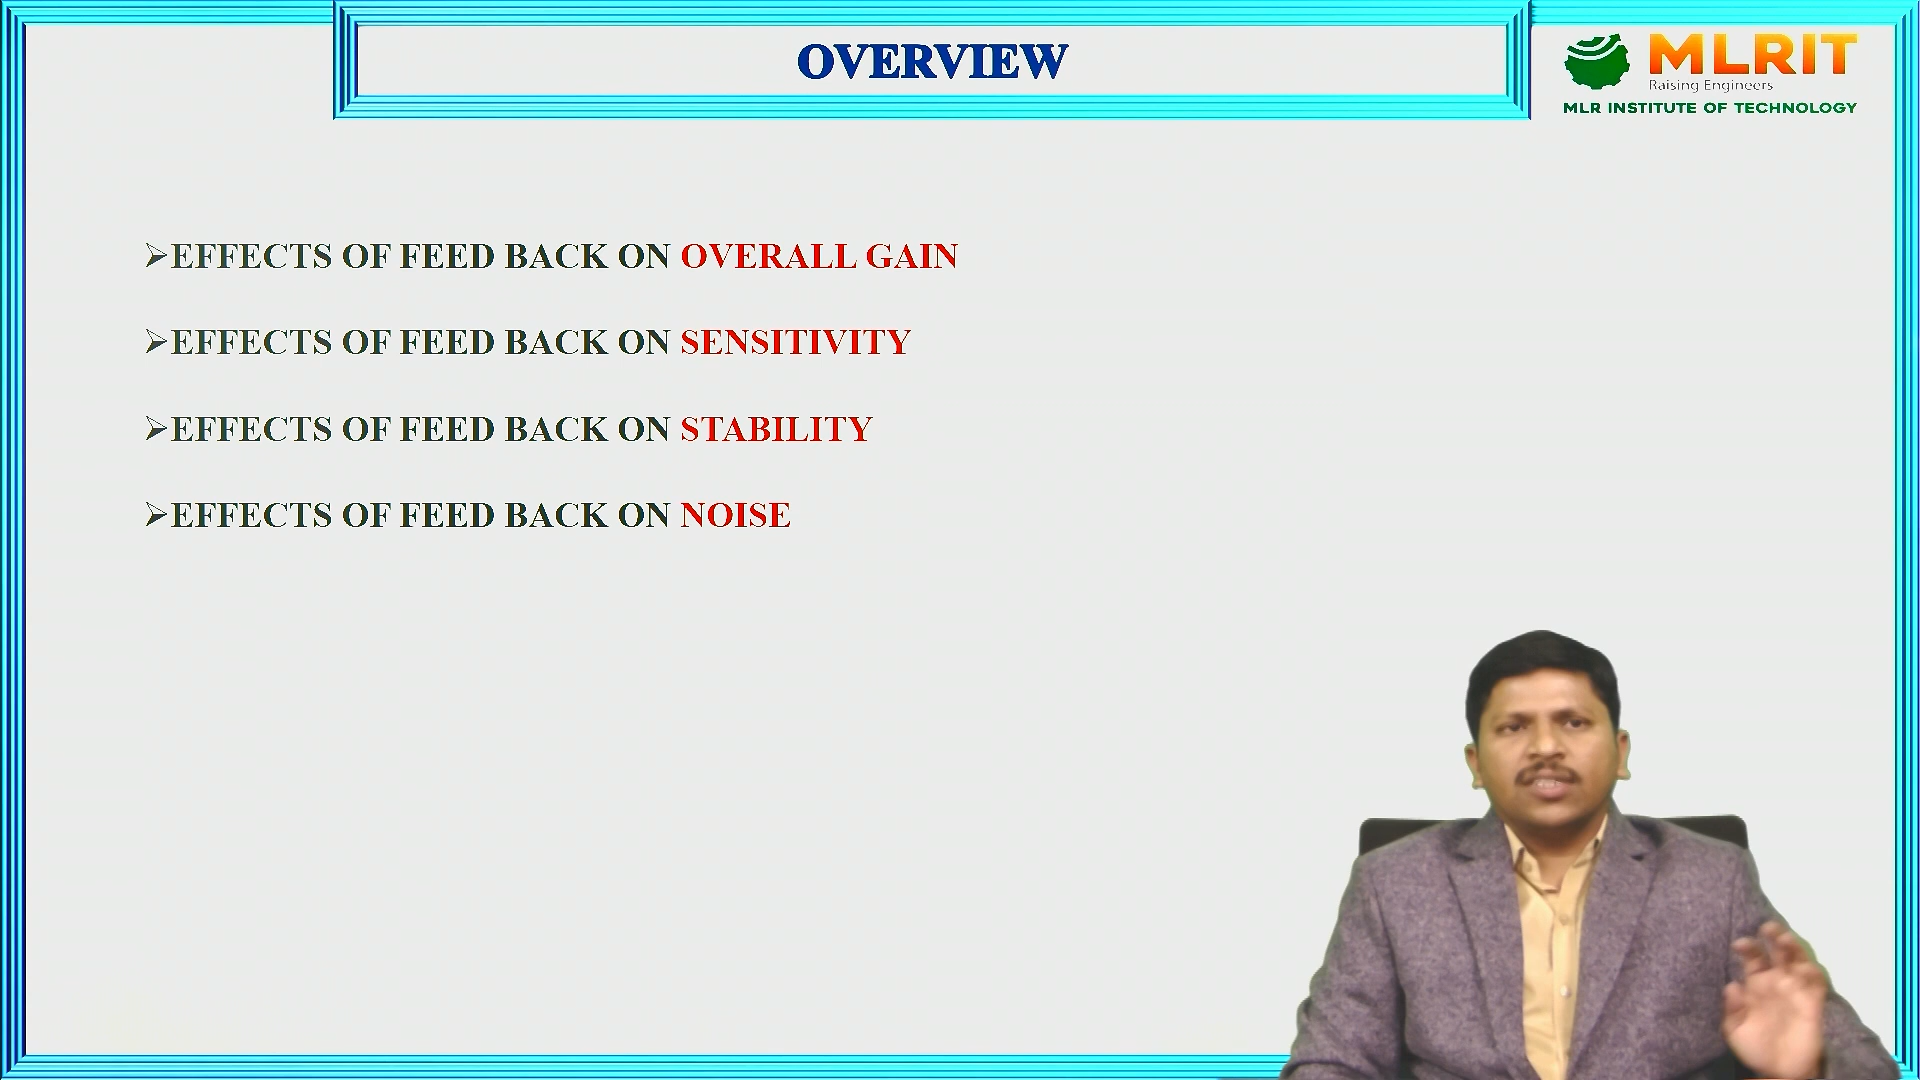 OVERVIEW
MLRIT
Raising Engineers
MLR INSTITUTE OF TECHNOLOGY
➢EFFECTS OF FEED BACK ON OVERALL GAIN
➢EFFECTS OF FEED BACK ON SENSITIVITY
➢EFFECTS OF FEED BACK ON STABILITY
➢EFFECTS OF FEED BACK ON NOISE